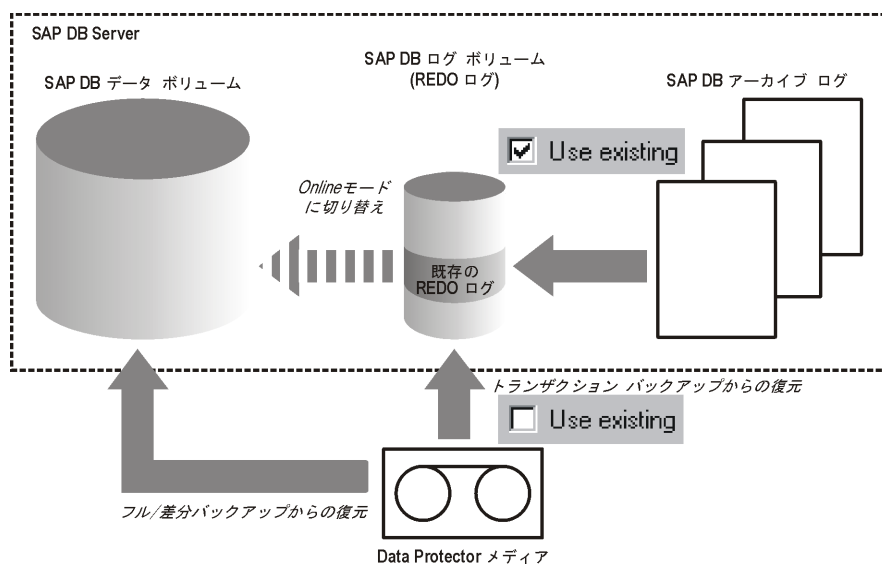 SAP DB Server
SAP DB データ ボリューム
SAP DB ログ ボリューム
(REDO ログ)
SAP DB アーカイブ ログ
Use existing
Onlineモード
に切り替え
既存の
REDO ログ
トランザクション バックアップからの復元
Use existing
フル/差分バックアップからの復元
Data Protector メディア